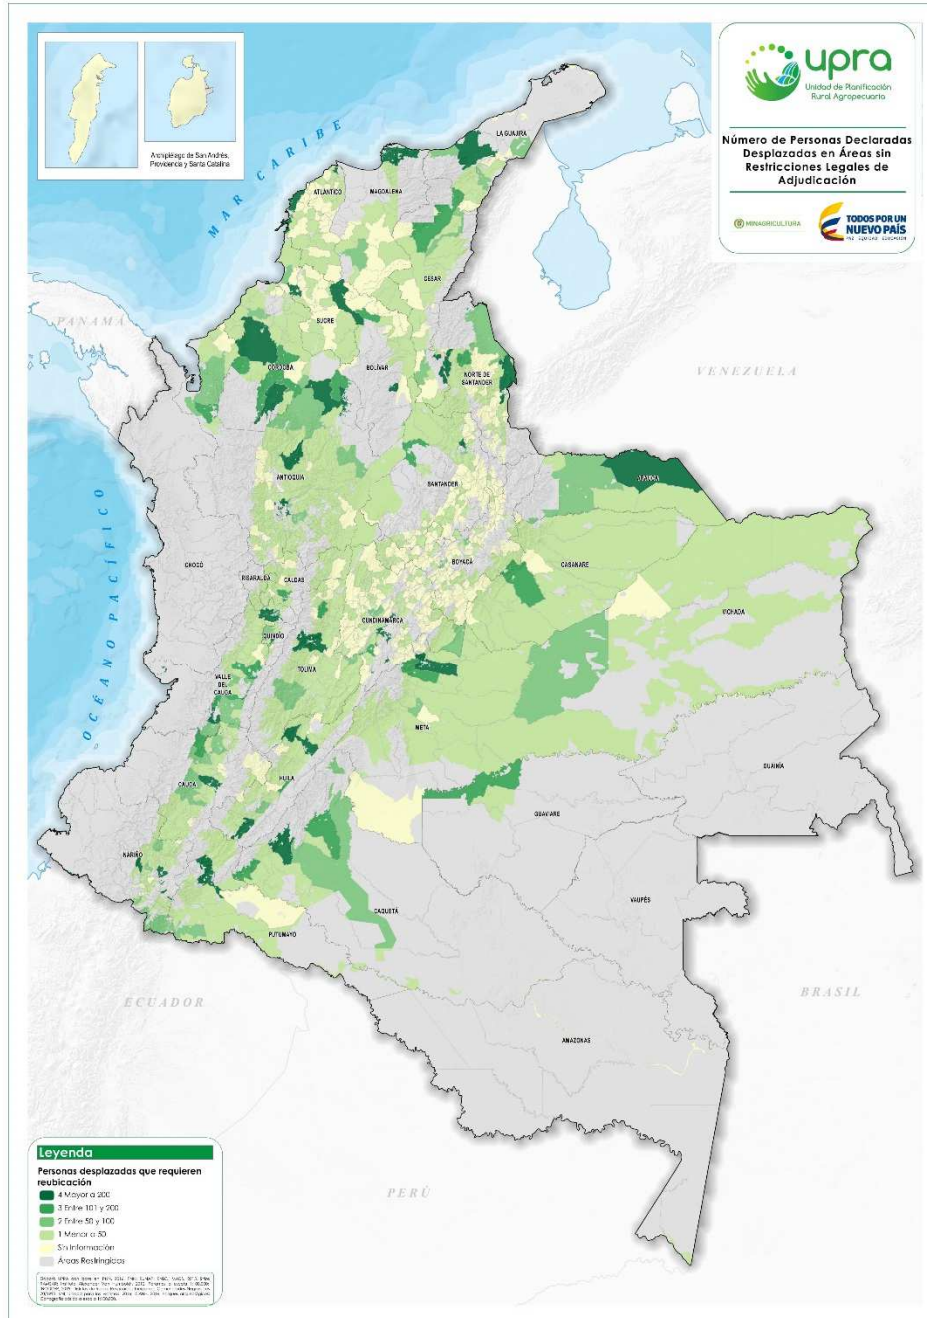 upra
Unidad de Planificación
Rural Agropecuaria
Número de Personas Declaradas
Desplazadas en Áreas sin
Restricciones Legales de
Adjudicación
MINAGRICULTURA
TODOS POR UN
NUEVO PAÍS
PAZ EQUIDAD EDUCACIÓN
Archipiélago de San Andrés,
Providencia y Santa Catalina
MAR CARIBE
LA GUAJIRA
ATLÁNTICO
MAGDALENA
CESAR
SUCRE
PANAMÁ
CÓRDOBA
BOLÍVAR
NORTE DE
SANTANDER
VENEZUELA
ANTIOQUIA
SANTANDER
ARAUCA
OCÉANO PACÍFICO
CHOCÓ
RISARALDA
CALDAS
BOYACÁ
CASANARE
VICHADA
CUNDINAMARCA
QUINDÍO
TOLIMA
VALLE
DEL
CAUCA
META
CAUCA
HUILA
GUAINÍA
GUAVIARE
NARIÑO
VAUPÉS
CAQUETÁ
PUTUMAYO
ECUADOR
BRASIL
AMAZONAS
PERÚ
Leyenda
Personas desplazadas que requieren
reubicación
4 Mayor a 200
3 Entre 101 y 200
2 Entre 50 y 100
1 Menor a 50
Sin Información
Áreas Restringidas